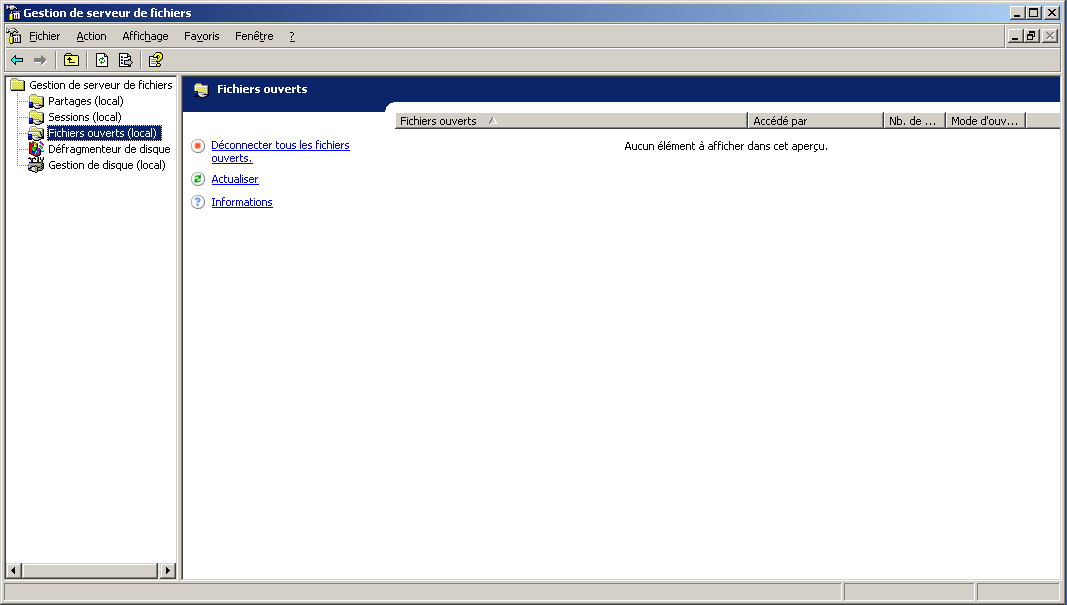 Gestion de serveur de fichiers
Fichier Action Affichage Favoris Fenêtre ?
Gestion de serveur de fichiers
Partages (local)
Sessions (local)
Fichiers ouverts (local)
Défragmenteur de disque
Gestion de disque (local)
Fichiers ouverts
Déconnecter tous les fichiers
ouverts.
Actualiser
Informations
Fichiers ouverts Accédé par Nb. de ... Mode d'ouv...
Aucun élément à afficher dans cet aperçu.